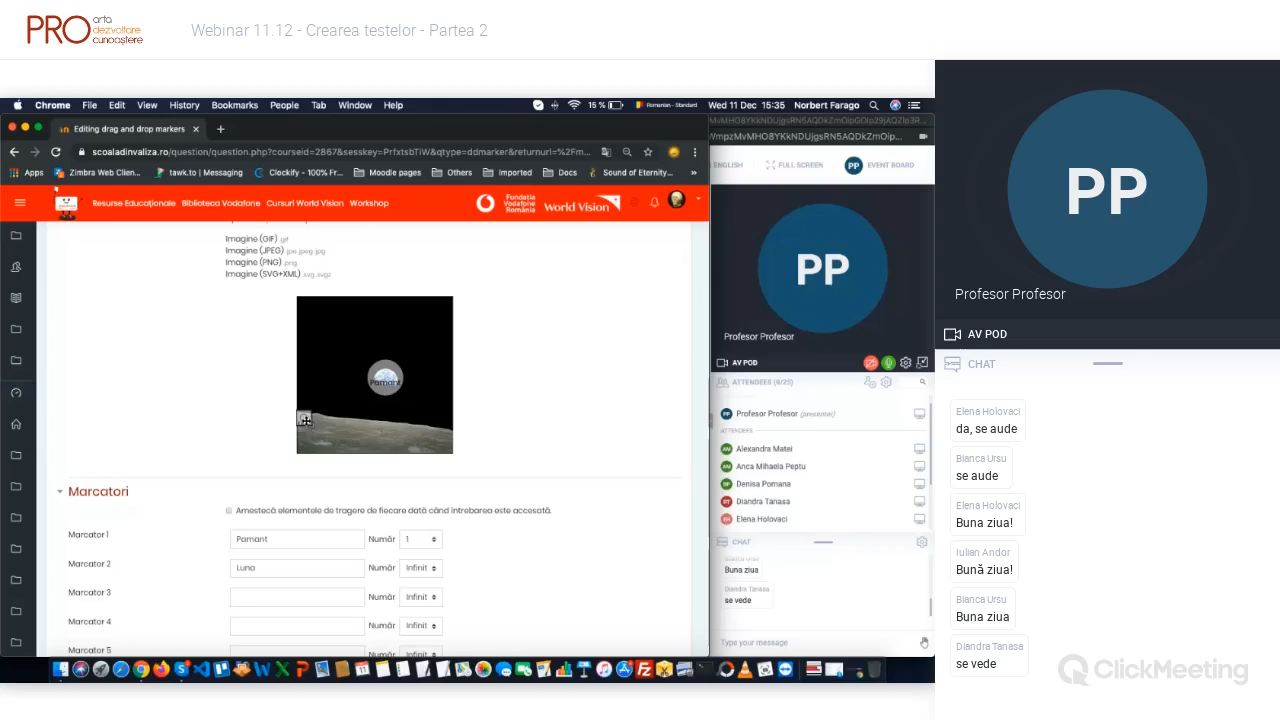 PRO arta dezvoltare cunoaștere
Webinar 11.12 - Crearea testelor - Partea 2
Chrome File Edit View History Bookmarks People Tab Window Help
15 % Romanian - Standard Wed 11 Dec 15:35 Norbert Farago
Editing drag and drop markers
scoaladinvaliza.ro/question/question.php?courseid=2867&sesskey=PrfxtsbTiW&qtype=ddmarker&returnurl=%2Fm...
Apps Zimbra Web Clien... tawk.to | Messaging Clockify - 100% Fr... Moodle pages Others Imported Docs Sound of Eternity... »
Resurse Educaționale Biblioteca Vodafone Cursuri World Vision Workshop
Fundația Vodafone România World Vision
Imagine (GIF) .gif
Imagine (JPEG) .jpe .jpeg .jpg
Imagine (PNG) .png
Imagine (SVG+XML) .svg .svgz
Pamant
Marcatori
Amestecă elementele de tragere de fiecare dată când întrebarea este accesată.
Marcator 1 Pamant Număr 1
Marcator 2 Luna Număr Infinit
Marcator 3 Număr Infinit
Marcator 4 Număr Infinit
Marcator 5 Număr Infinit
ENGLISH FULL SCREEN PP EVENT BOARD
PP
Profesor Profesor
AV POD
ATTENDEES (6/25)
PP Profesor Profesor (presenter)
ATTENDEES
Alexandra Matei
Anca Mihaela Peptu
Denisa Pomana
DT Diandra Tanasa
EH Elena Holovaci
CHAT
Bianca Ursu
Buna ziua
Diandra Tanasa
se vede
Type your message
PP
Profesor Profesor
AV POD
CHAT
Elena Holovaci
da, se aude
Bianca Ursu
se aude
Elena Holovaci
Buna ziua!
Iulian Andor
Bună ziua!
Bianca Ursu
Buna ziua
Diandra Tanasa
se vede
ClickMeeting